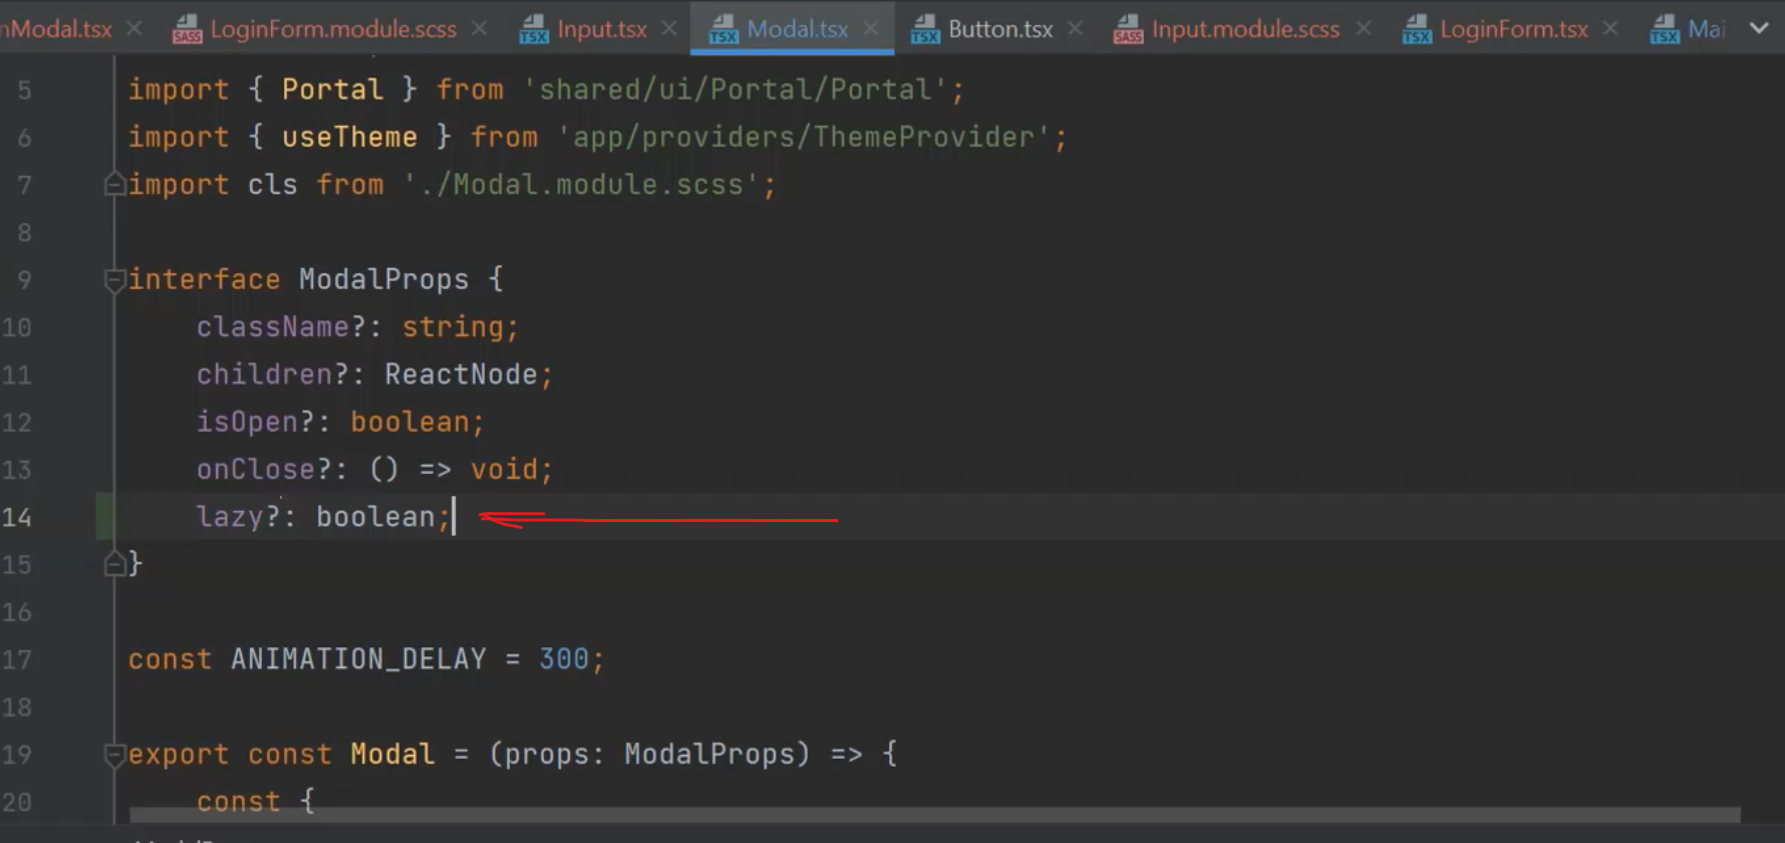 nModal.tsx LoginForm.module.scss Input.tsx Modal.tsx Button.tsx Input.module.scss LoginForm.tsx Mai
5 import { Portal } from 'shared/ui/Portal/Portal';
6 import { useTheme } from 'app/providers/ThemeProvider';
7 import cls from './Modal.module.scss';
8
9 interface ModalProps {
10 className?: string;
11 children?: ReactNode;
12 isOpen?: boolean;
13 onClose?: () => void;
14 lazy?: boolean;
15 }
16
17 const ANIMATION_DELAY = 300;
18
19 export const Modal = (props: ModalProps) => {
20 const {